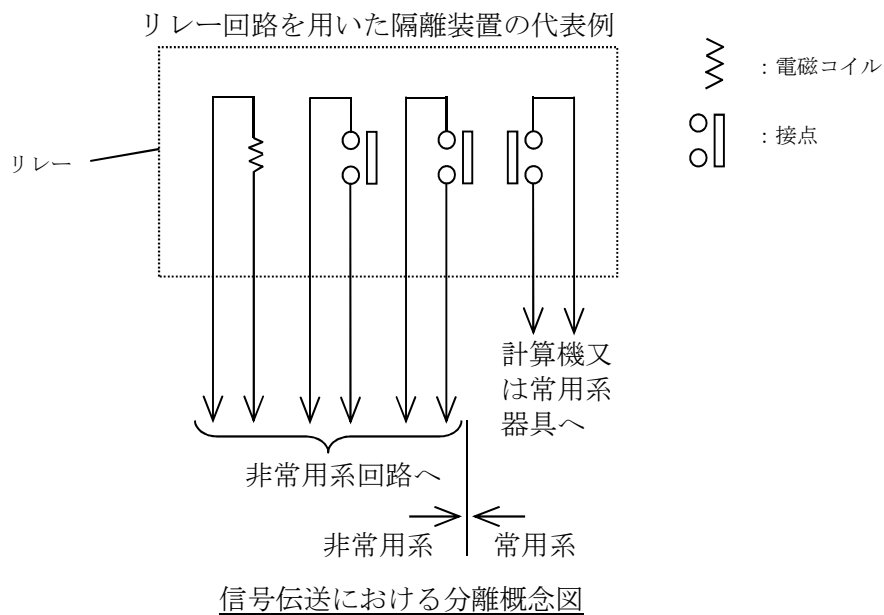 リレー回路を用いた隔離装置の代表例
:電磁コイル
:接点
リレー
計算機又
は常用系
器具へ
非常用系回路へ
非常用系
常用系
信号伝送における分離概念図